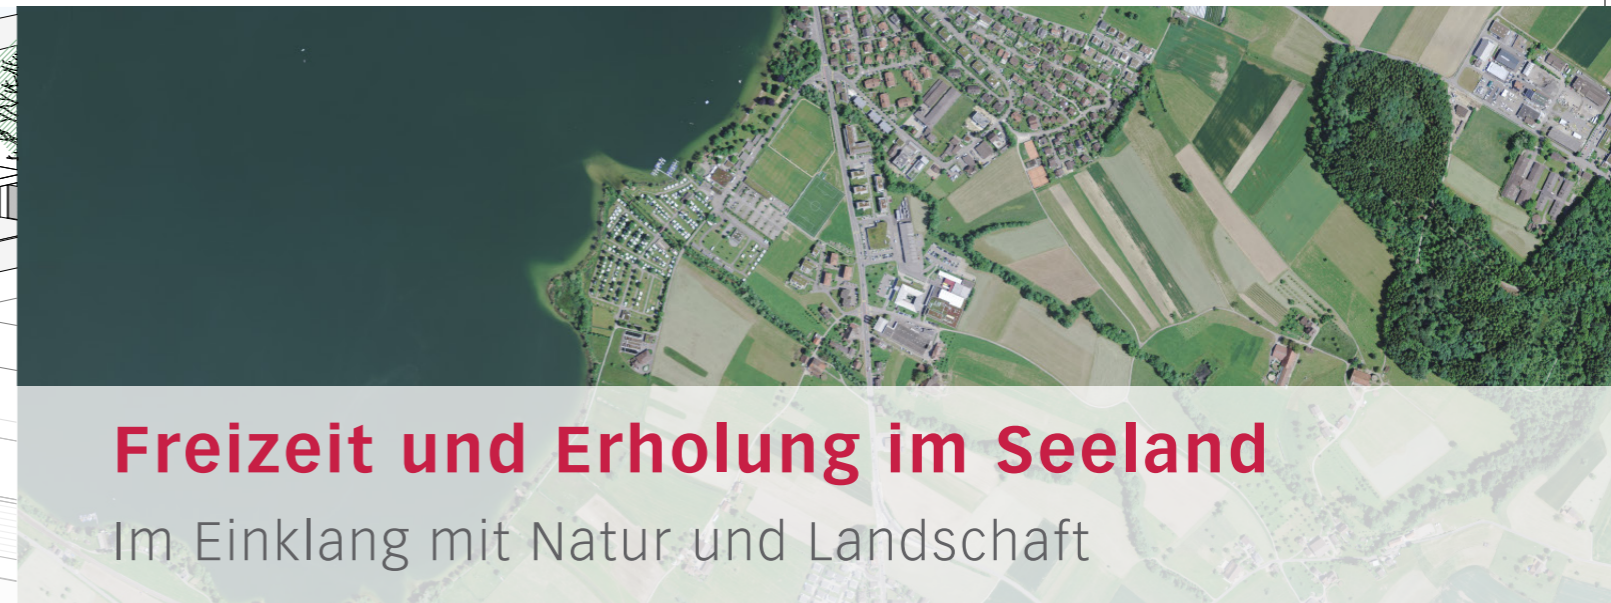 Freizeit und Erholung im Seeland
Im Einklang mit Natur und Landschaft